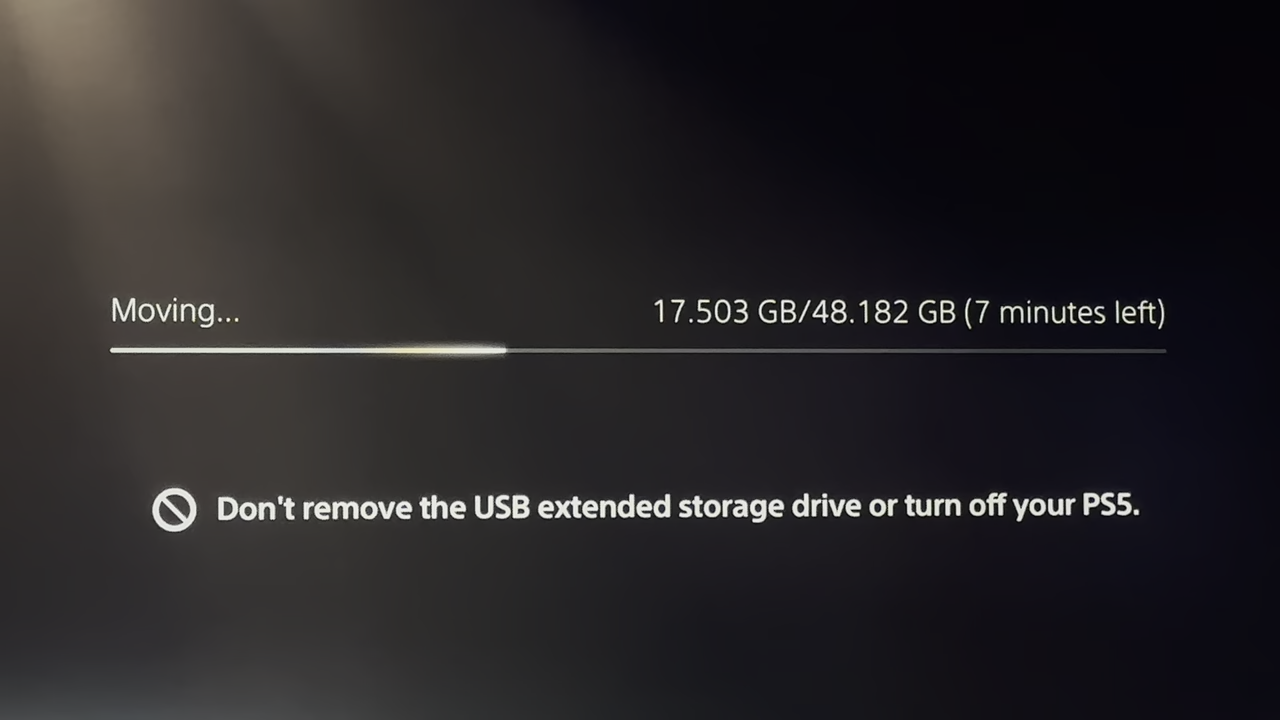 Moving... 17.503 GB/48.182 GB (7 minutes left)
Don't remove the USB extended storage drive or turn off your PS5.